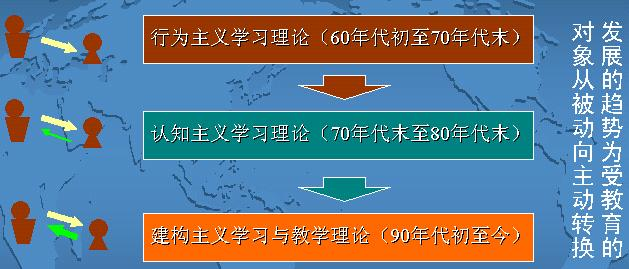 行为主义学习理论（60年代初至70年代末）
认知主义学习理论（70年代末至80年代末）
建构主义学习与教学理论（90年代初至今）
发展的趋势为受教育的
对象从被动向主动转换